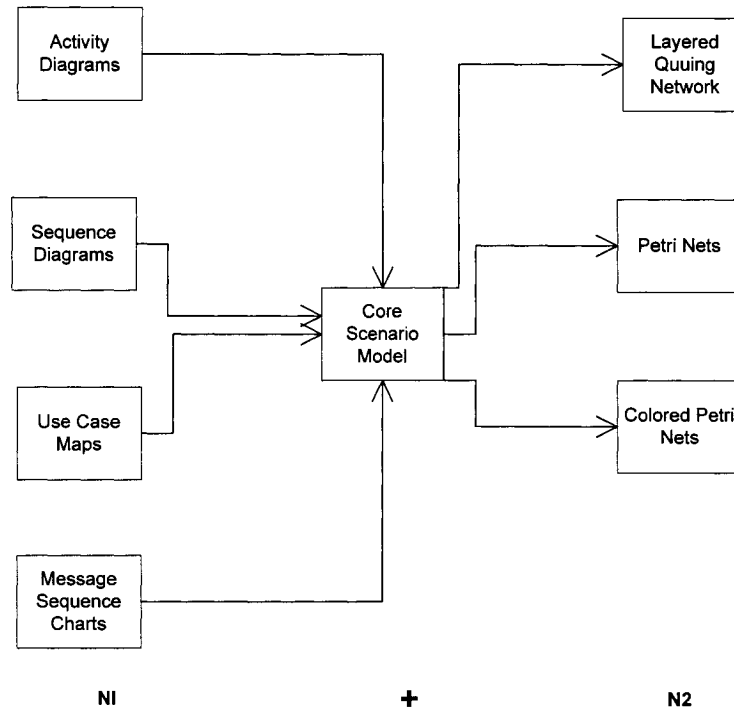 Activity
Diagrams
Layered
Quuing
Network
Sequence
Diagrams
Petri Nets
Core
Scenario
Model
Use Case
Maps
Colored Petri
Nets
Message
Sequence
Charts
NI
+
N2